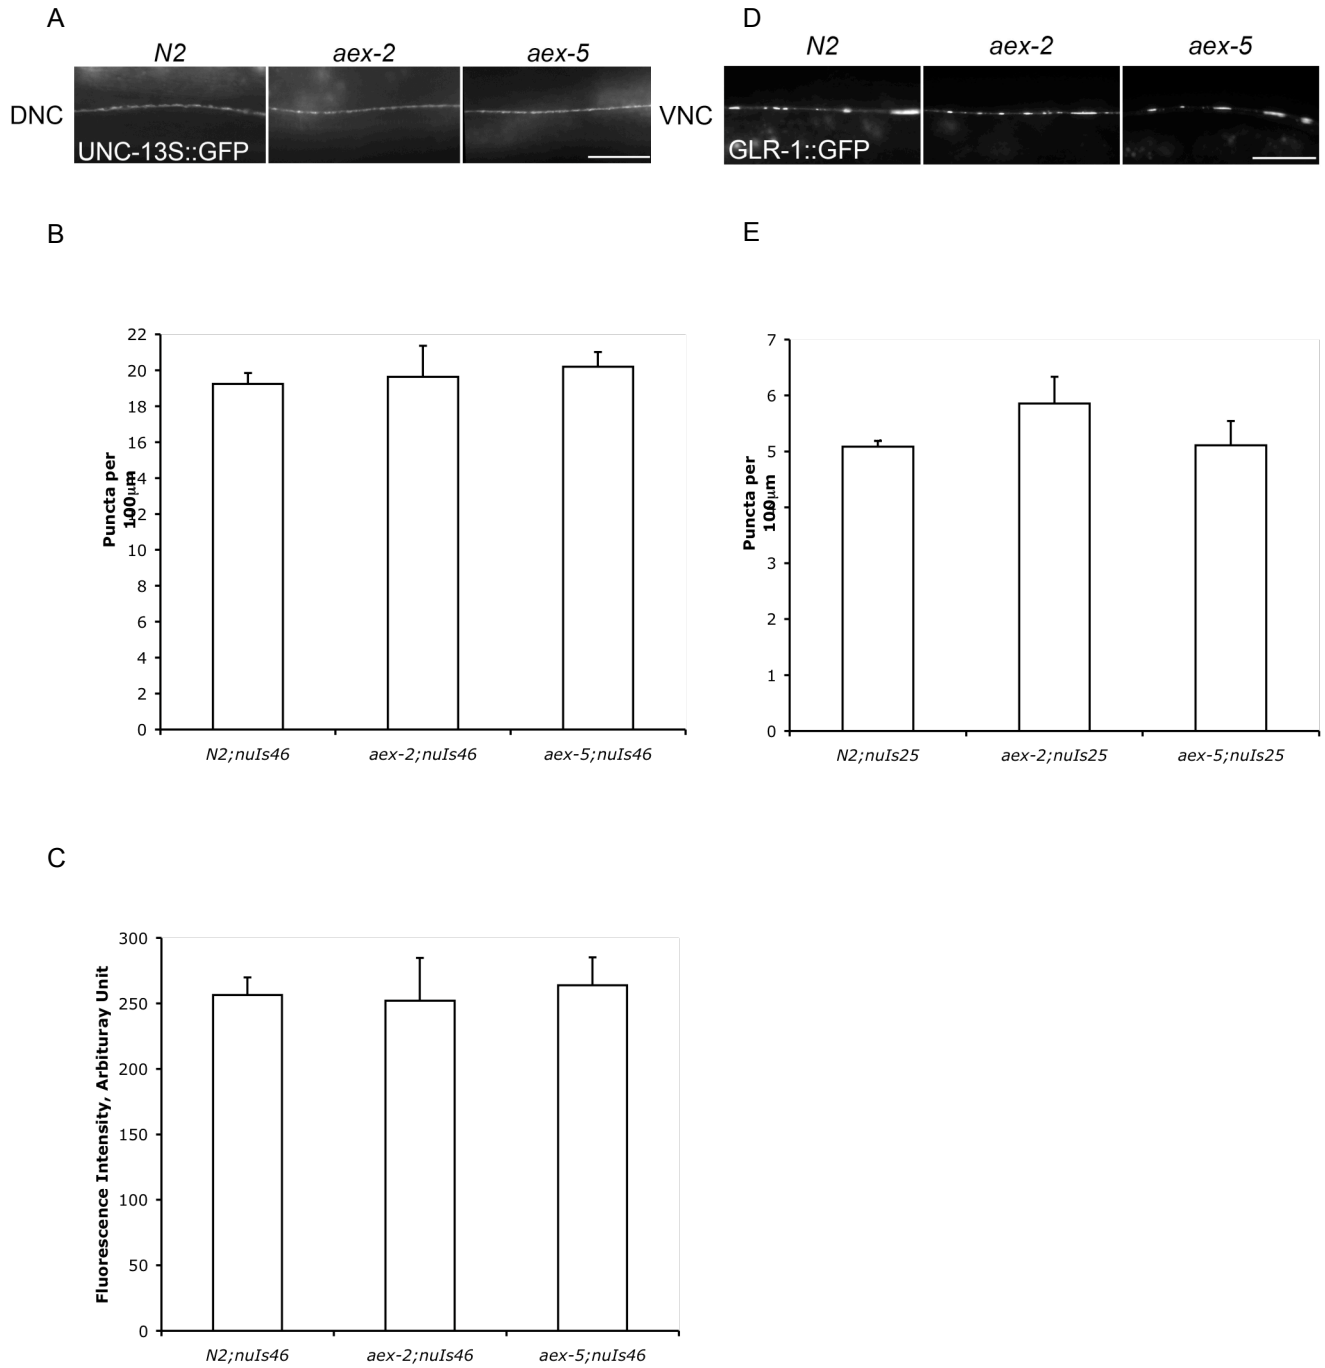 A
N2 aex-2 aex-5
DNC
UNC-13S::GFP
B
22
20
18
16
14
12
10
8
6
4
2
0
Puncta per
100µm
N2;nuIs46 aex-2;nuIs46 aex-5;nuIs46
C
300
250
200
150
100
50
0
Fluorescence Intensity, Arbituray Unit
N2;nuIs46 aex-2;nuIs46 aex-5;nuIs46
D
N2 aex-2 aex-5
VNC
GLR-1::GFP
E
7
6
5
4
3
2
1
0
Puncta per
100µm
N2;nuIs25 aex-2;nuIs25 aex-5;nuIs25